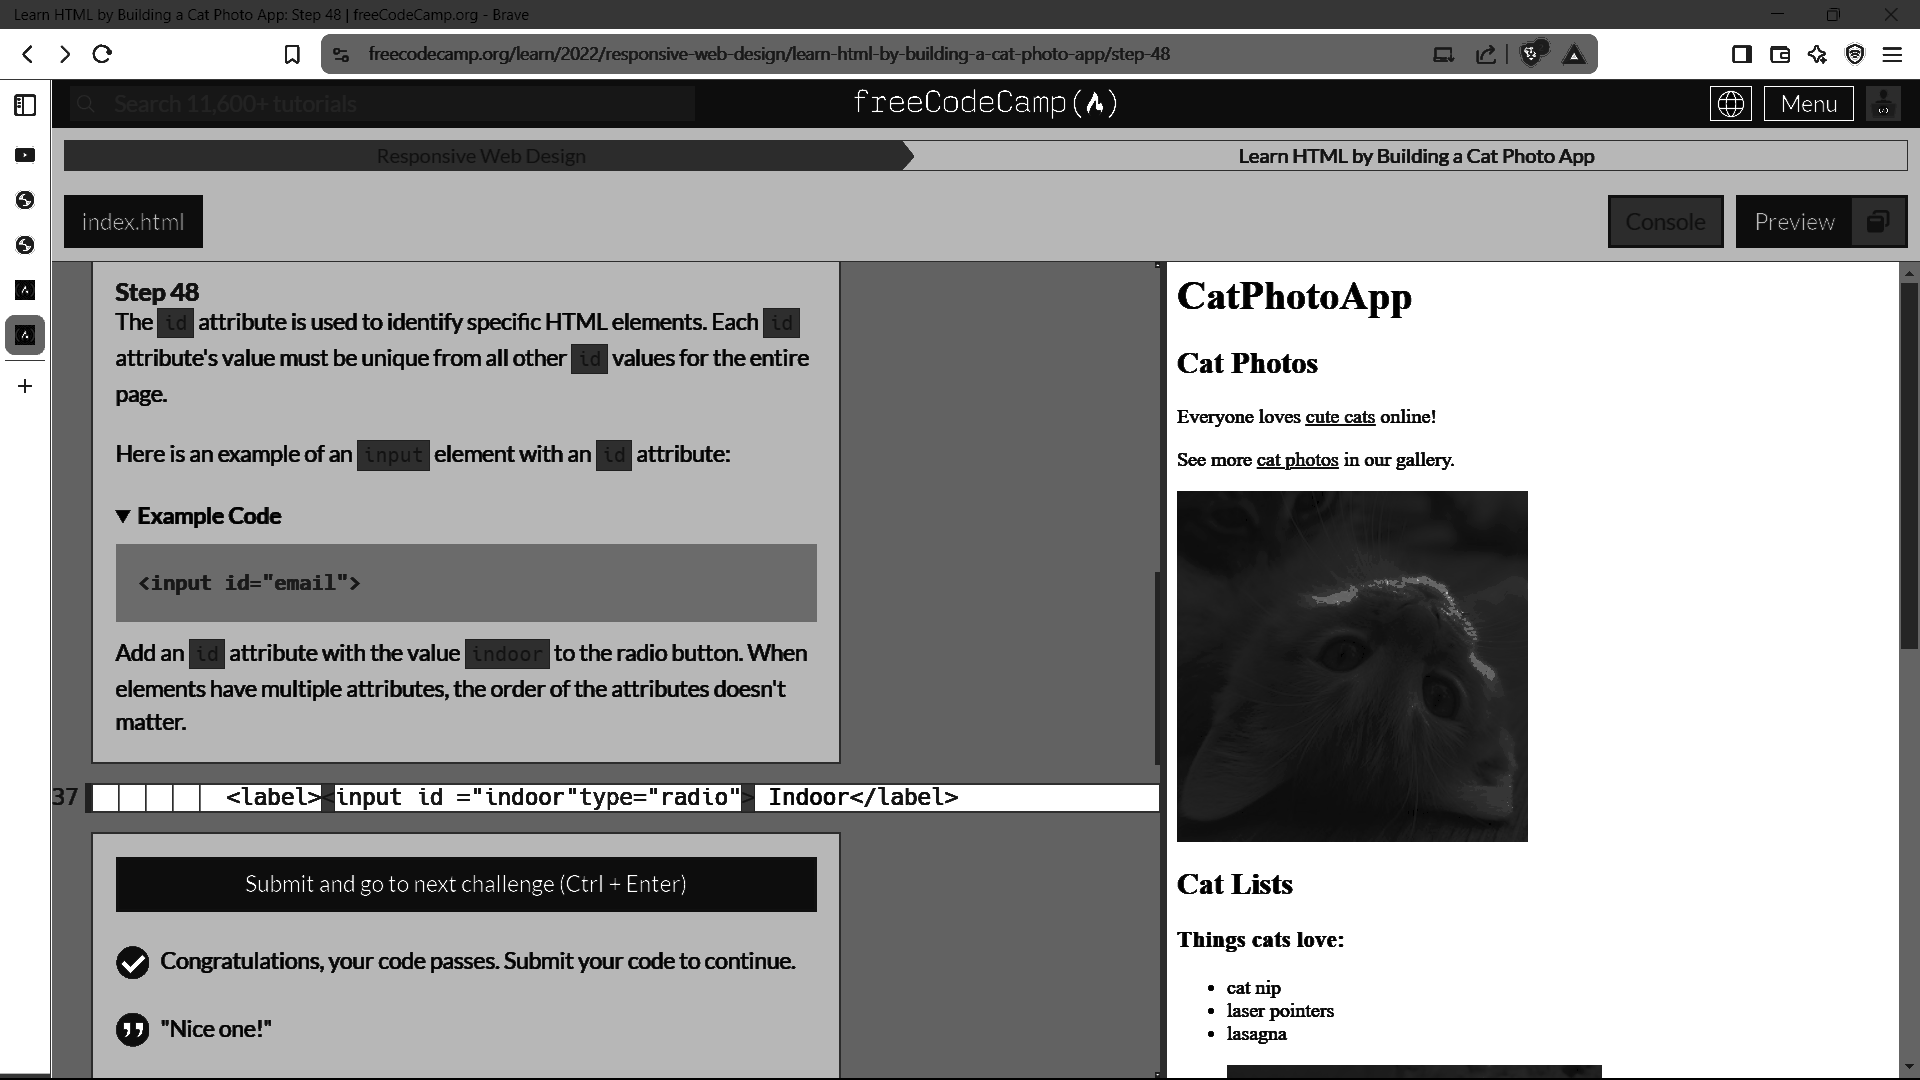 Learn HTML by Building a Cat Photo App: Step 48 | freeCodeCamp.org - Brave
freecodecamp.org/learn/2022/responsive-web-design/learn-html-by-building-a-cat-photo-app/step-48
Search 11,600+ tutorials
freeCodeCamp
Menu
Responsive Web Design
Learn HTML by Building a Cat Photo App
index.html
Console
Preview
Step 48
The id attribute is used to identify specific HTML elements. Each id
attribute's value must be unique from all other id values for the entire
page.
Here is an example of an input element with an id attribute:
Example Code
<input id="email">
Add an id attribute with the value indoor to the radio button. When
elements have multiple attributes, the order of the attributes doesn't
matter.
37 <label><input id ="indoor"type="radio"> Indoor</label>
Submit and go to next challenge (Ctrl + Enter)
Congratulations, your code passes. Submit your code to continue.
"Nice one!"
CatPhotoApp
Cat Photos
Everyone loves cute cats online!
See more cat photos in our gallery.
Cat Lists
Things cats love:
cat nip
laser pointers
lasagna